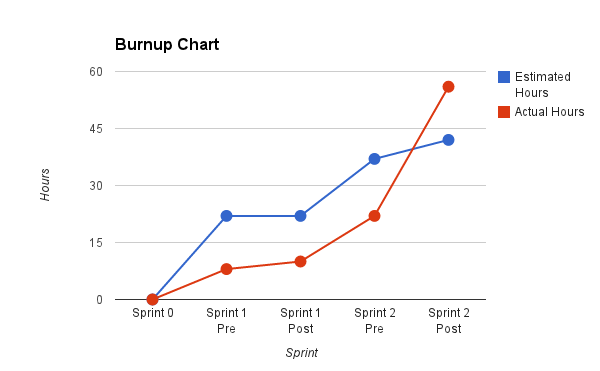 Burnup Chart
60
45
30
15
0
Hours
Sprint 0
Sprint 1
Pre
Sprint 1
Post
Sprint 2
Pre
Sprint 2
Post
Sprint
Estimated
Hours
Actual Hours